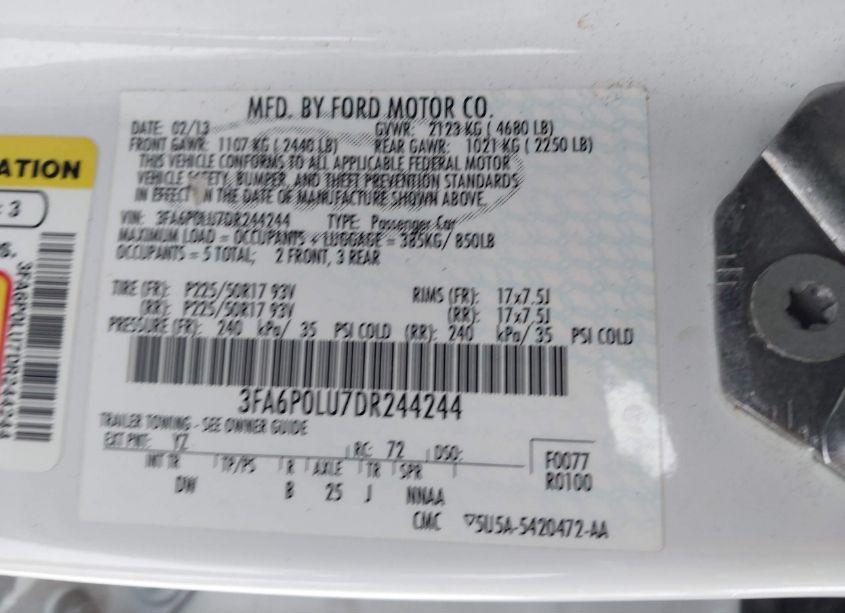 MFD. BY FORD MOTOR CO.
DATE: 02/13 GVWR: 2123 KG ( 4680 LB)
FRONT GAWR: 1107 KG ( 2440 LB) REAR GAWR: 1021 KG ( 2250 LB)
THIS VEHICLE CONFORMS TO ALL APPLICABLE FEDERAL MOTOR
VEHICLE SAFETY, BUMPER, AND THEFT PREVENTION STANDARDS
IN EFFECT ON THE DATE OF MANUFACTURE SHOWN ABOVE.
VIN: 3FA6P0LU7DR244244 TYPE: Passenger Car
MAXIMUM LOAD = OCCUPANTS + LUGGAGE = 385KG/ 850LB
OCCUPANTS = 5 TOTAL; 2 FRONT, 3 REAR
TIRE (FR): P225/50R17 93V RIMS (FR): 17x7.5J
(RR): P225/50R17 93V (RR): 17x7.5J
PRESSURE (FR): 240 kPa/ 35 PSI COLD (RR): 240 kPa/ 35 PSI COLD
3FA6P0LU7DR244244
TRAILER TOWING - SEE OWNER GUIDE
EXT PNT: YZ RC: 72 DSO:
INT TR TP/PS R AXLE TR SPR
DW B 25 J NNAA
F0077
R0100
CMC ▽5U5A-5420472-AA
ATION
: 3
S.
3FA6P0LU7DR244244